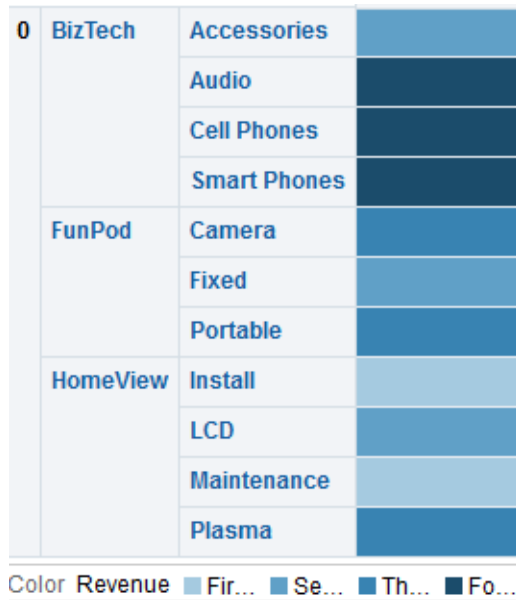 0 BizTech Accessories
Audio
Cell Phones
Smart Phones
FunPod Camera
Fixed
Portable
HomeView Install
LCD
Maintenance
Plasma
Color Revenue Fir... Se... Th... Fo...